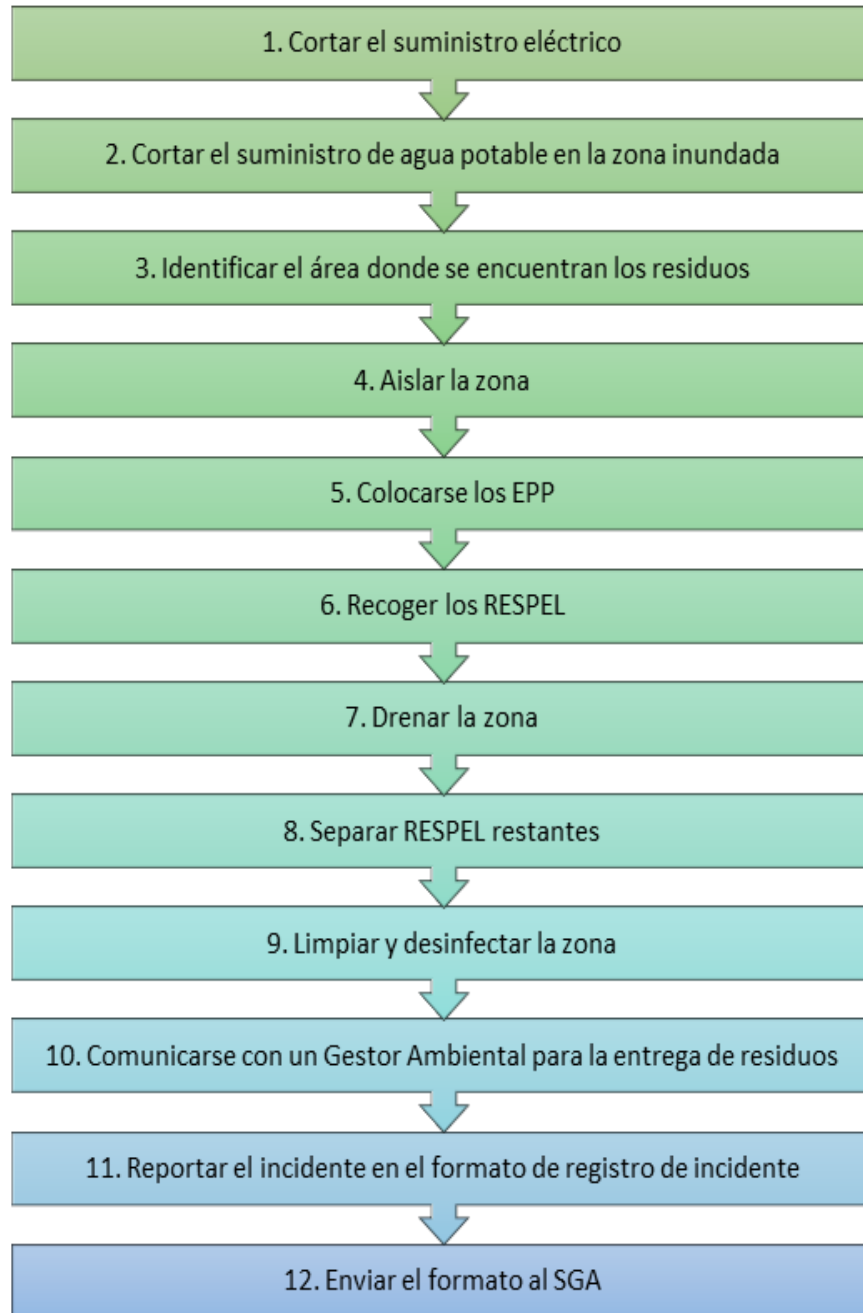 1. Cortar el suministro eléctrico
2. Cortar el suministro de agua potable en la zona inundada
3. Identificar el área donde se encuentran los residuos
4. Aislar la zona
5. Colocarse los EPP
6. Recoger los RESPEL
7. Drenar la zona
8. Separar RESPEL restantes
9. Limpiar y desinfectar la zona
10. Comunicarse con un Gestor Ambiental para la entrega de residuos
11. Reportar el incidente en el formato de registro de incidente
12. Enviar el formato al SGA